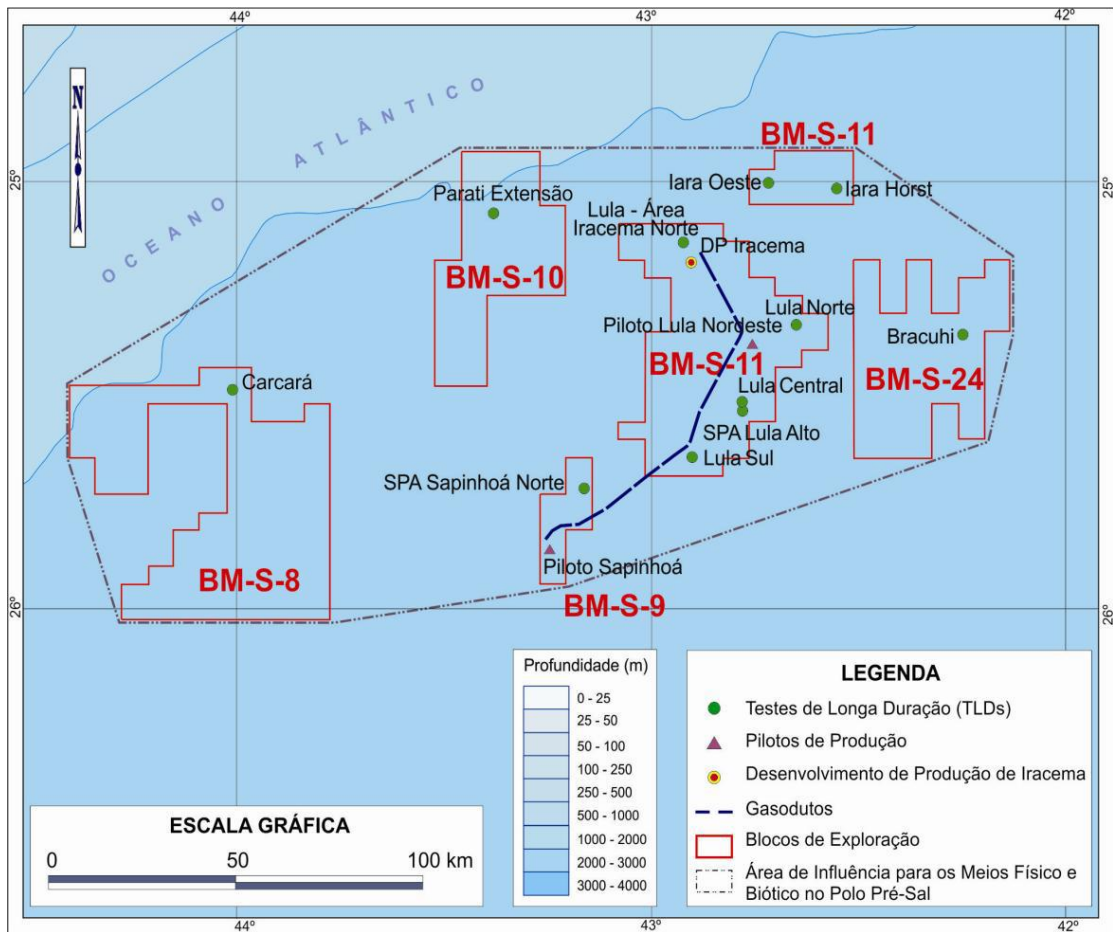 44º
43º
42º
N
OCEANO ATLÂNTICO
BM-S-11
25º
25º
Iara Oeste
Iara Horst
Parati Extensão
Lula - Área
Iracema Norte
DP Iracema
BM-S-10
Lula Norte
Piloto Lula Nordeste
Bracuhi
BM-S-11
BM-S-24
Carcará
Lula Central
SPA Lula Alto
Lula Sul
SPA Sapinhoá Norte
Piloto Sapinhoá
BM-S-8
BM-S-9
26º
26º
Profundidade (m)
0 - 25
25 - 50
50 - 100
100 - 250
250 - 500
500 - 1000
1000 - 2000
2000 - 3000
3000 - 4000
LEGENDA
Testes de Longa Duração (TLDs)
Pilotos de Produção
Desenvolvimento de Produção de Iracema
Gasodutos
Blocos de Exploração
Área de Influência para os Meios Físico e
Biótico no Polo Pré-Sal
ESCALA GRÁFICA
0 50 100 km
44º
43º
42º